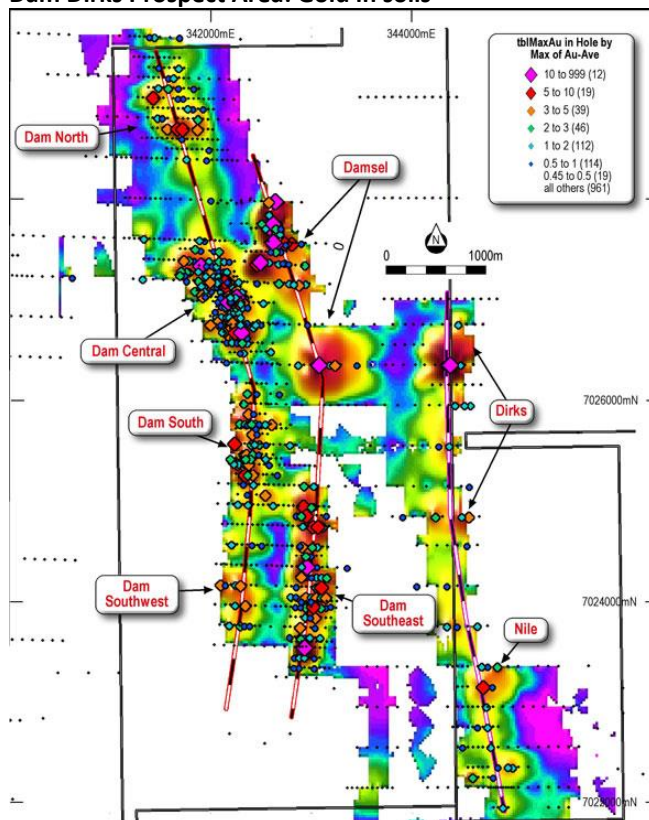 Dam Dirks Prospect Area: Gold in soils
342000mE
344000mE
tblMaxAu in Hole by
Max of Au-Ave
10 to 999 (12)
5 to 10 (19)
3 to 5 (39)
2 to 3 (46)
1 to 2 (112)
0.5 to 1 (114)
0.45 to 0.5 (19)
all others (961)
Dam North
Damsel
N
0
1000m
Dam Central
Dirks
7026000mN
Dam South
Dam
Southwest
Dam
Southeast
7024000mN
Nile
7022000mN